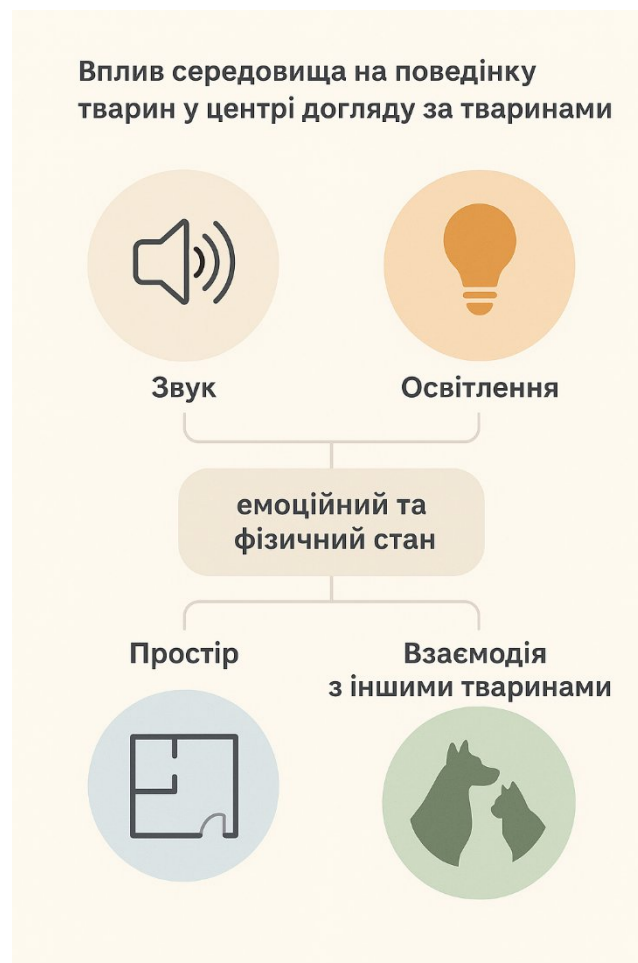 Вплив середовища на поведінку
тварин у центрі догляду за тваринами
Звук
Освітлення
емоційний та
фізичний стан
Простір
Взаємодія
з іншими тваринами